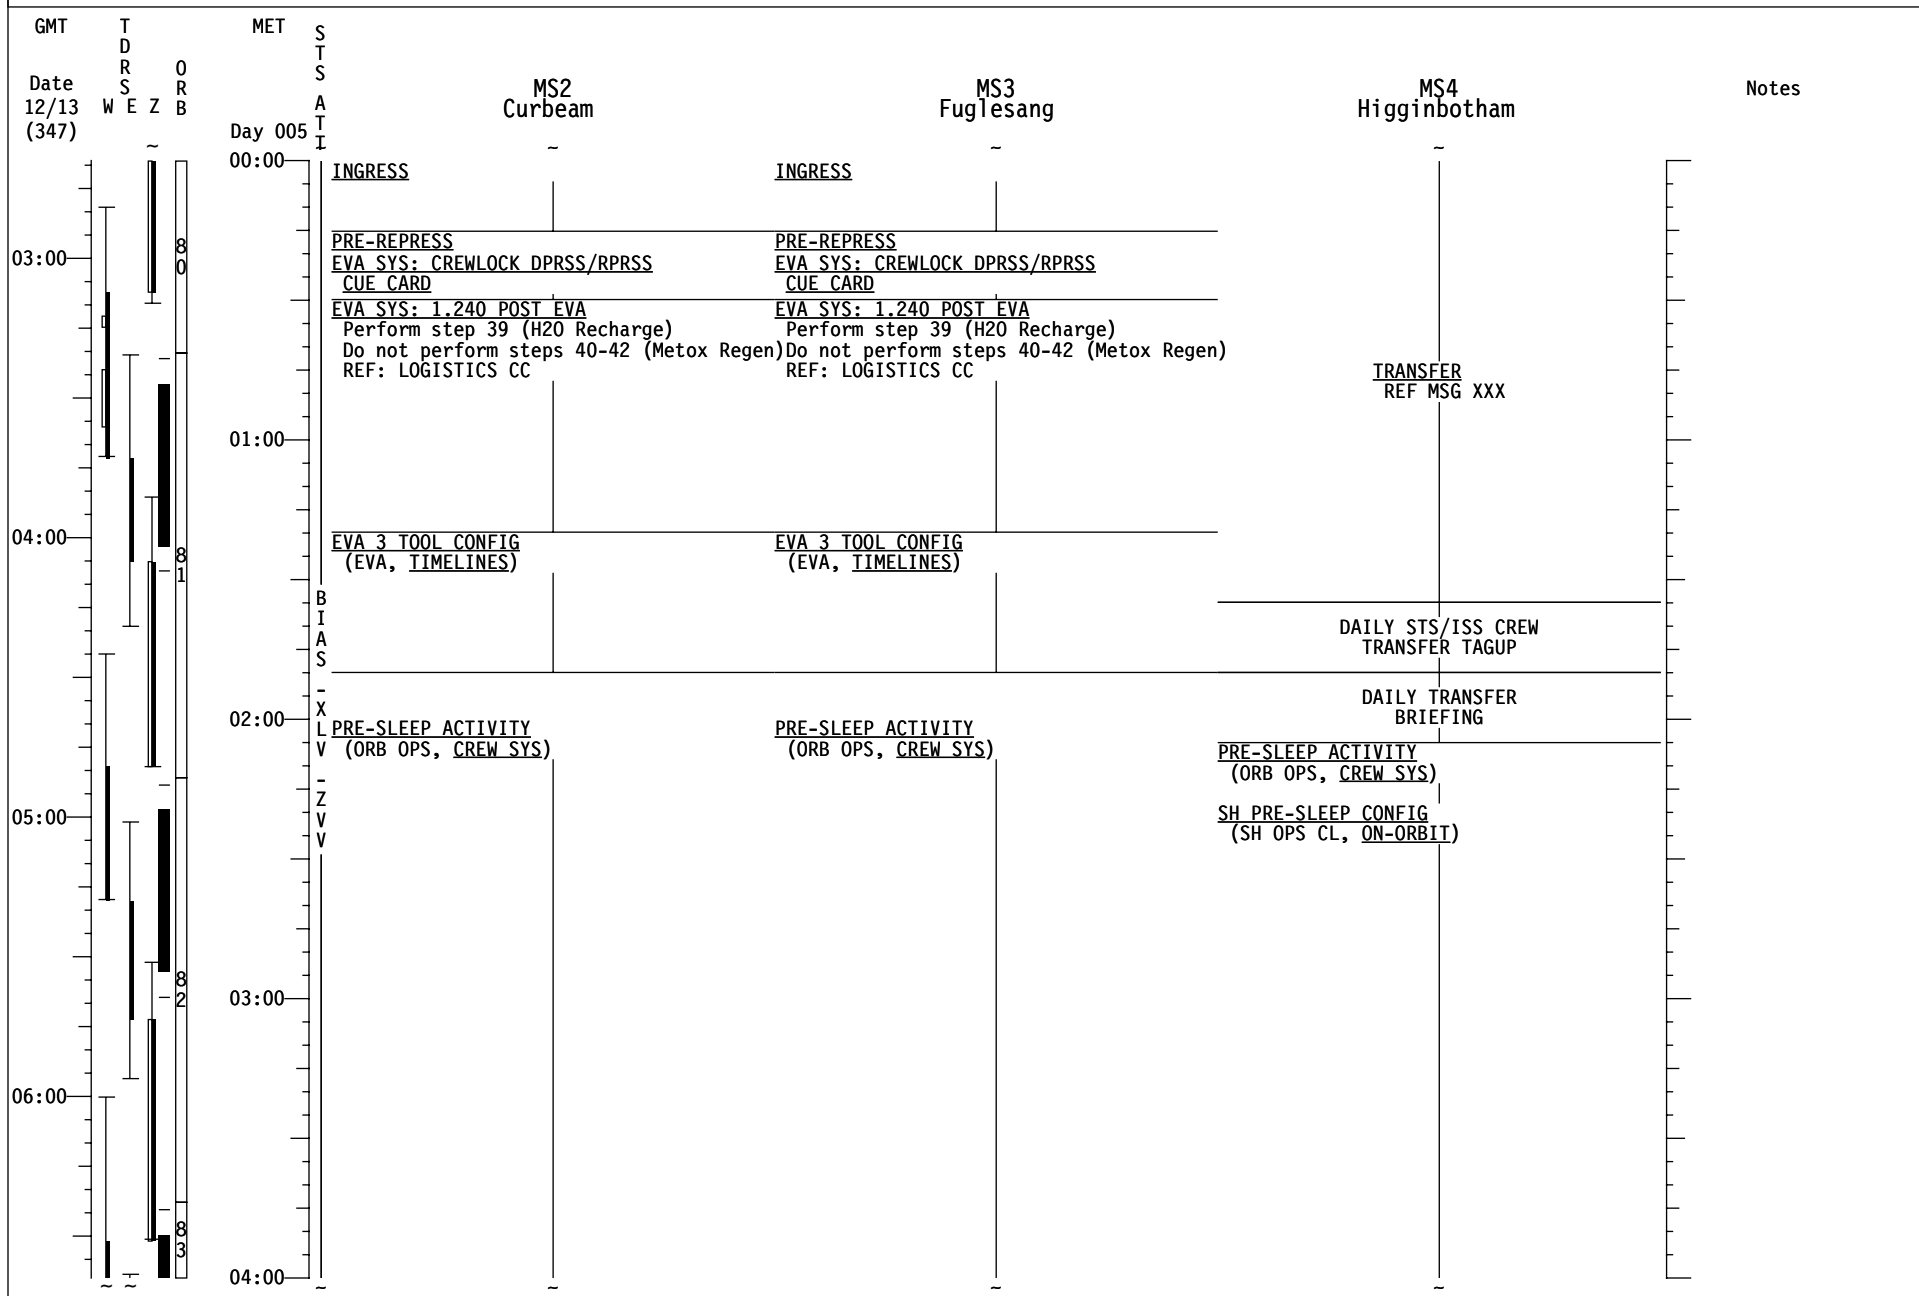 GMT
TDRS
MET
STS ATT
ORB
Date
12/13
(347)
W E Z
Day 005
MS2
Curbeam
MS3
Fuglesang
MS4
Higginbotham
Notes
~
~
~
~
~
00:00
INGRESS
INGRESS
PRE-REPRESS
EVA SYS: CREWLOCK DPRSS/RPRSS
CUE CARD
PRE-REPRESS
EVA SYS: CREWLOCK DPRSS/RPRSS
CUE CARD
03:00
80
EVA SYS: 1.240 POST EVA
Perform step 39 (H2O Recharge)
Do not perform steps 40-42 (Metox Regen)
REF: LOGISTICS CC
EVA SYS: 1.240 POST EVA
Perform step 39 (H2O Recharge)
Do not perform steps 40-42 (Metox Regen)
REF: LOGISTICS CC
TRANSFER
REF MSG XXX
01:00
04:00
81
EVA 3 TOOL CONFIG
(EVA, TIMELINES)
EVA 3 TOOL CONFIG
(EVA, TIMELINES)
BIAS -XLV -ZVV
DAILY STS/ISS CREW
TRANSFER TAGUP
DAILY TRANSFER
BRIEFING
02:00
PRE-SLEEP ACTIVITY
(ORB OPS, CREW SYS)
PRE-SLEEP ACTIVITY
(ORB OPS, CREW SYS)
PRE-SLEEP ACTIVITY
(ORB OPS, CREW SYS)
SH PRE-SLEEP CONFIG
(SH OPS CL, ON-ORBIT)
05:00
82
03:00
06:00
83
04:00
~ ~
~
~
~
~